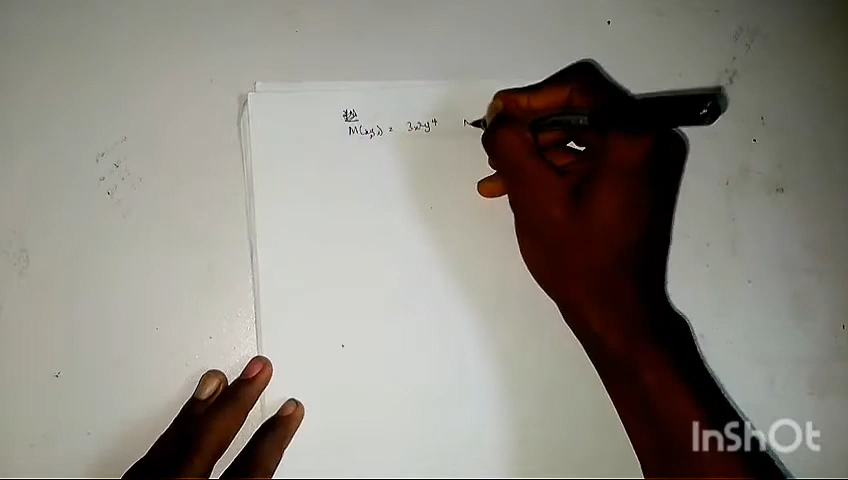 M(x,y) = 3x²y⁴ N
InShOt